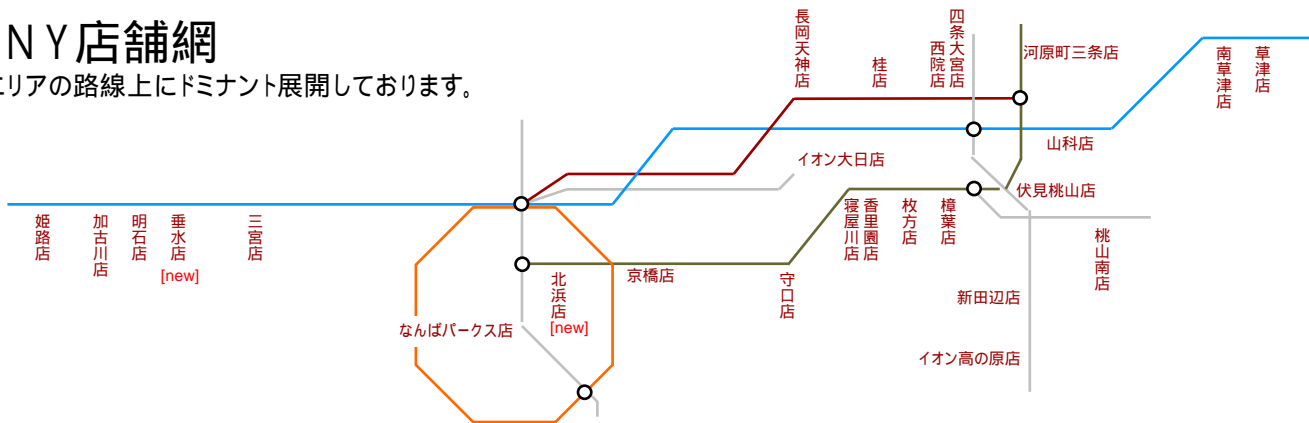 NY店舗網
エリアの路線上にドミナント展開しております。
長岡天神店
桂店
西院店
四条大宮店
河原町三条店
南草津店
草津店
山科店
イオン大日店
伏見桃山店
姫路店
加古川店
明石店
垂水店
[new]
三宮店
寝屋川店
香里園店
枚方店
樟葉店
桃山南店
北浜店
[new]
京橋店
守口店
なんばパークス店
新田辺店
イオン高の原店